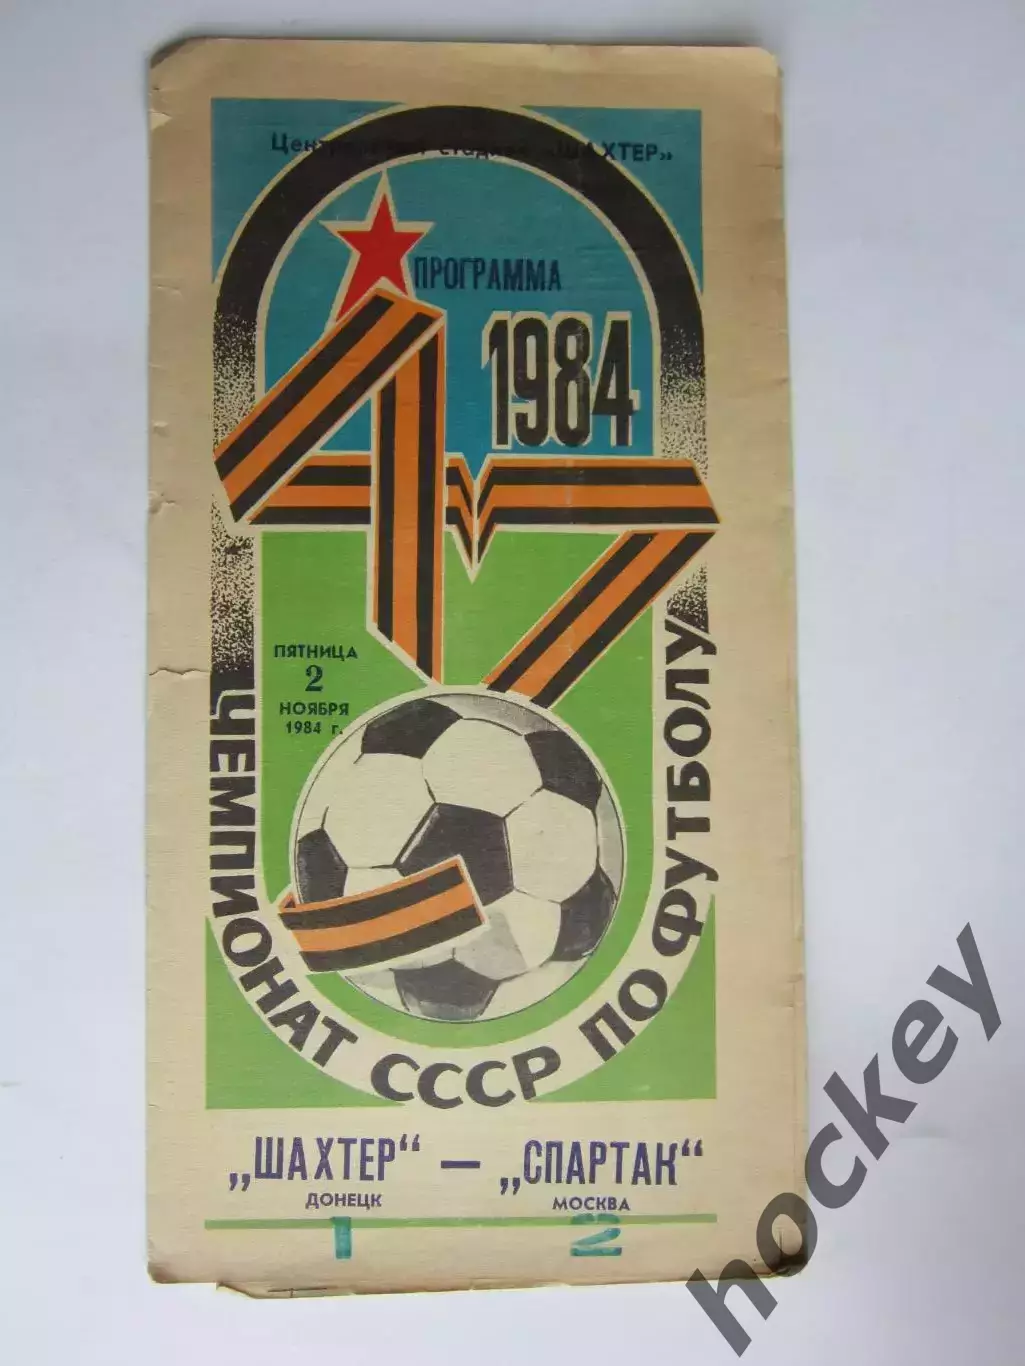 Центральный стадион «ШАХТЕР»
ПРОГРАММА
1984
47
ПЯТНИЦА
2
НОЯБРЯ
1984 г.
ЧЕМПИОНАТ СССР ПО ФУТБОЛУ
„ШАХТЕР“ — „СПАРТАК“
ДОНЕЦК МОСКВА
1 2
hockey